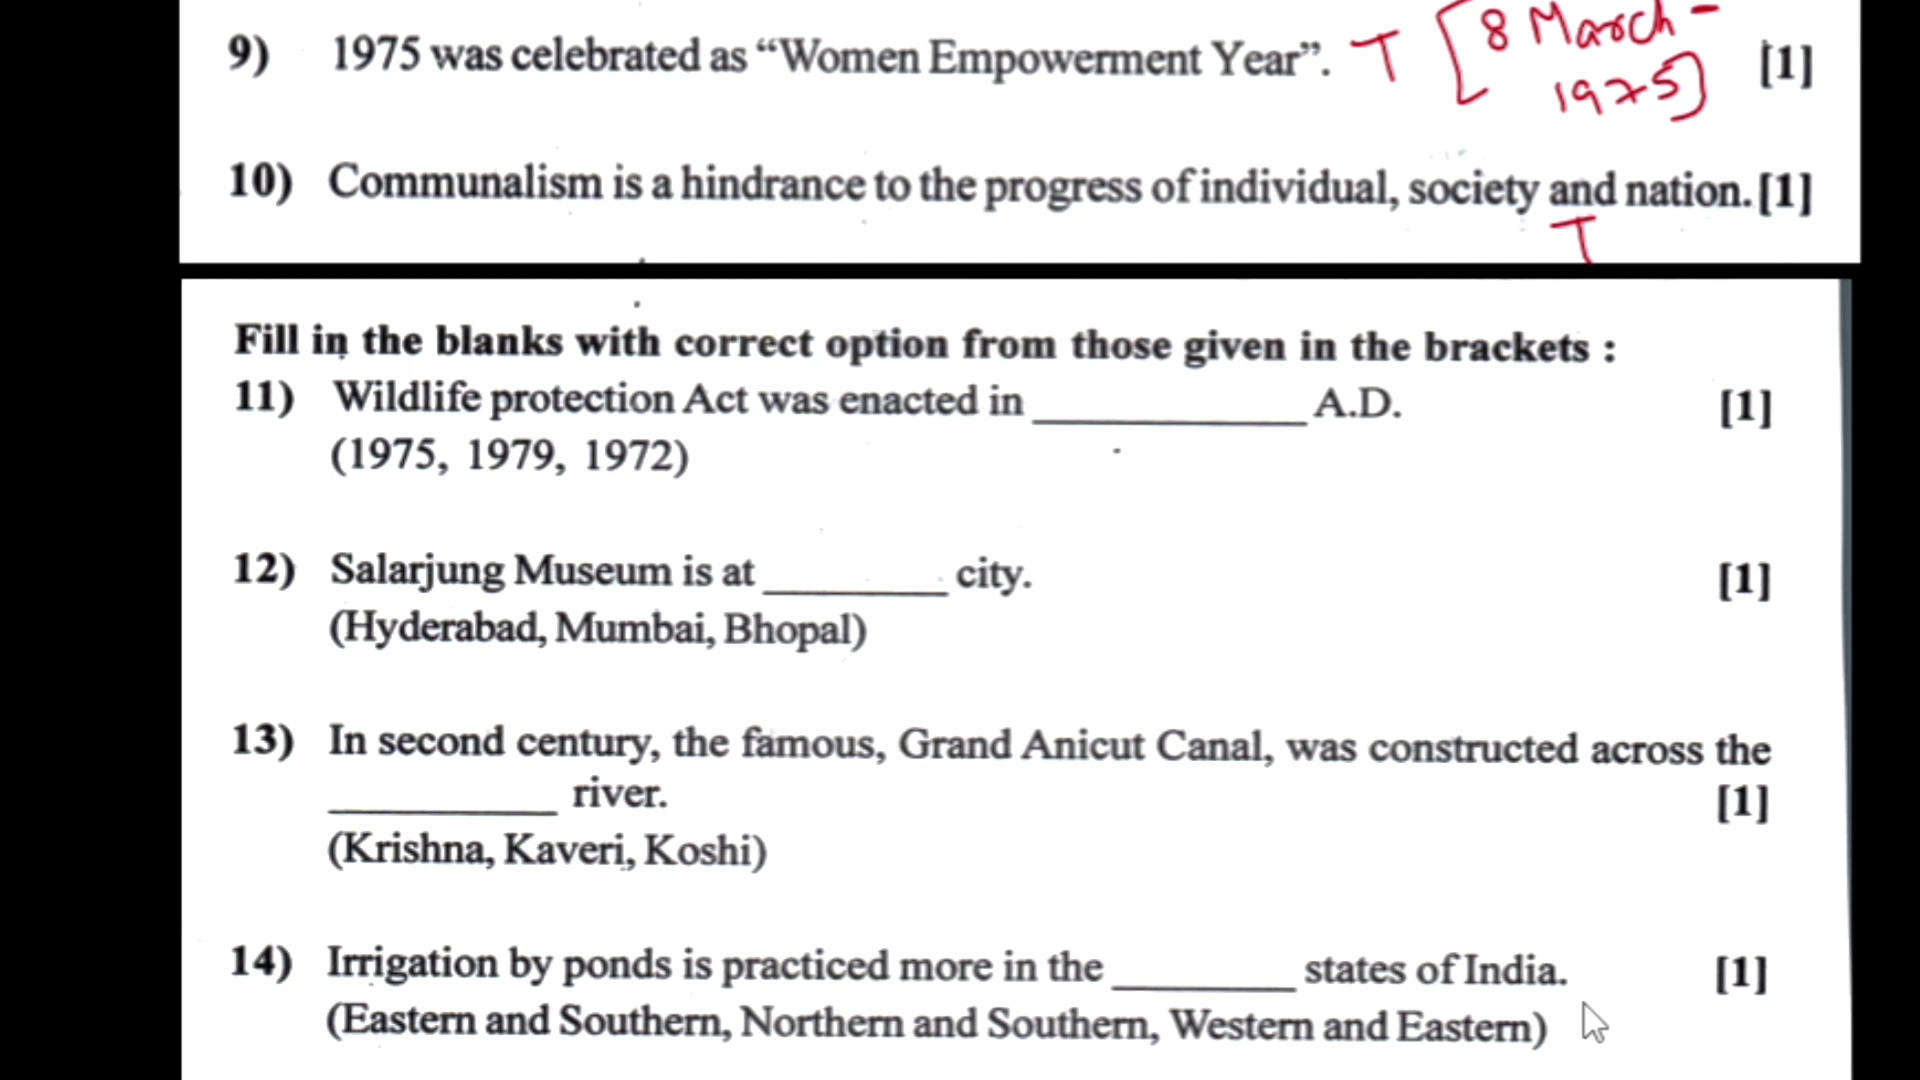 9) 1975 was celebrated as “Women Empowerment Year”. T [8 March - [1]
1975]
10) Communalism is a hindrance to the progress of individual, society and nation. [1]
T
Fill in the blanks with correct option from those given in the brackets :
11) Wildlife protection Act was enacted in ____________ A.D. [1]
(1975, 1979, 1972)
12) Salarjung Museum is at ________ city. [1]
(Hyderabad, Mumbai, Bhopal)
13) In second century, the famous, Grand Anicut Canal, was constructed across the
__________ river. [1]
(Krishna, Kaveri, Koshi)
14) Irrigation by ponds is practiced more in the ________ states of India. [1]
(Eastern and Southern, Northern and Southern, Western and Eastern)